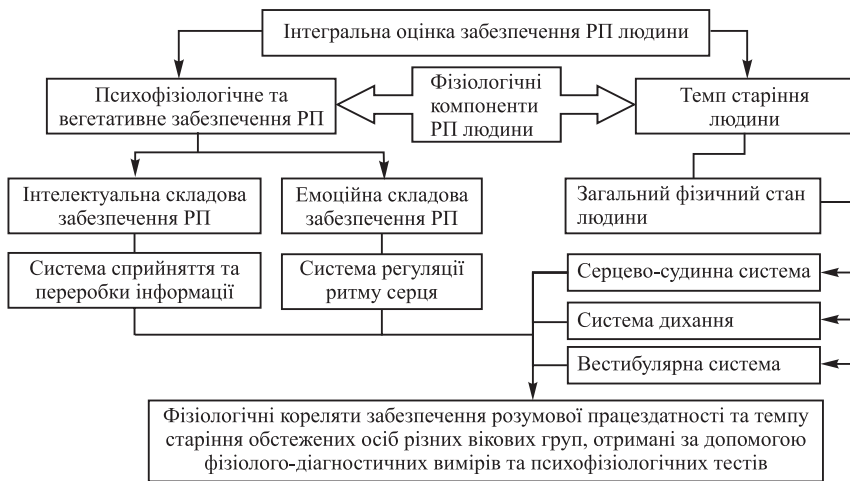 Інтегральна оцінка забезпечення РП людини
Психофізіологічне та
вегетативне забезпечення РП
Фізіологічні
компоненти
РП людини
Темп старіння
людини
Інтелектуальна складова
забезпечення РП
Емоційна складова
забезпечення РП
Загальний фізичний стан
людини
Система сприйняття та
переробки інформації
Система регуляції
ритму серця
Серцево-судинна система
Система дихання
Вестибулярна система
Фізіологічні кореляти забезпечення розумової працездатності та темпу
старіння обстежених осіб різних вікових груп, отримані за допомогою
фізіолого-діагностичних вимірів та психофізіологічних тестів